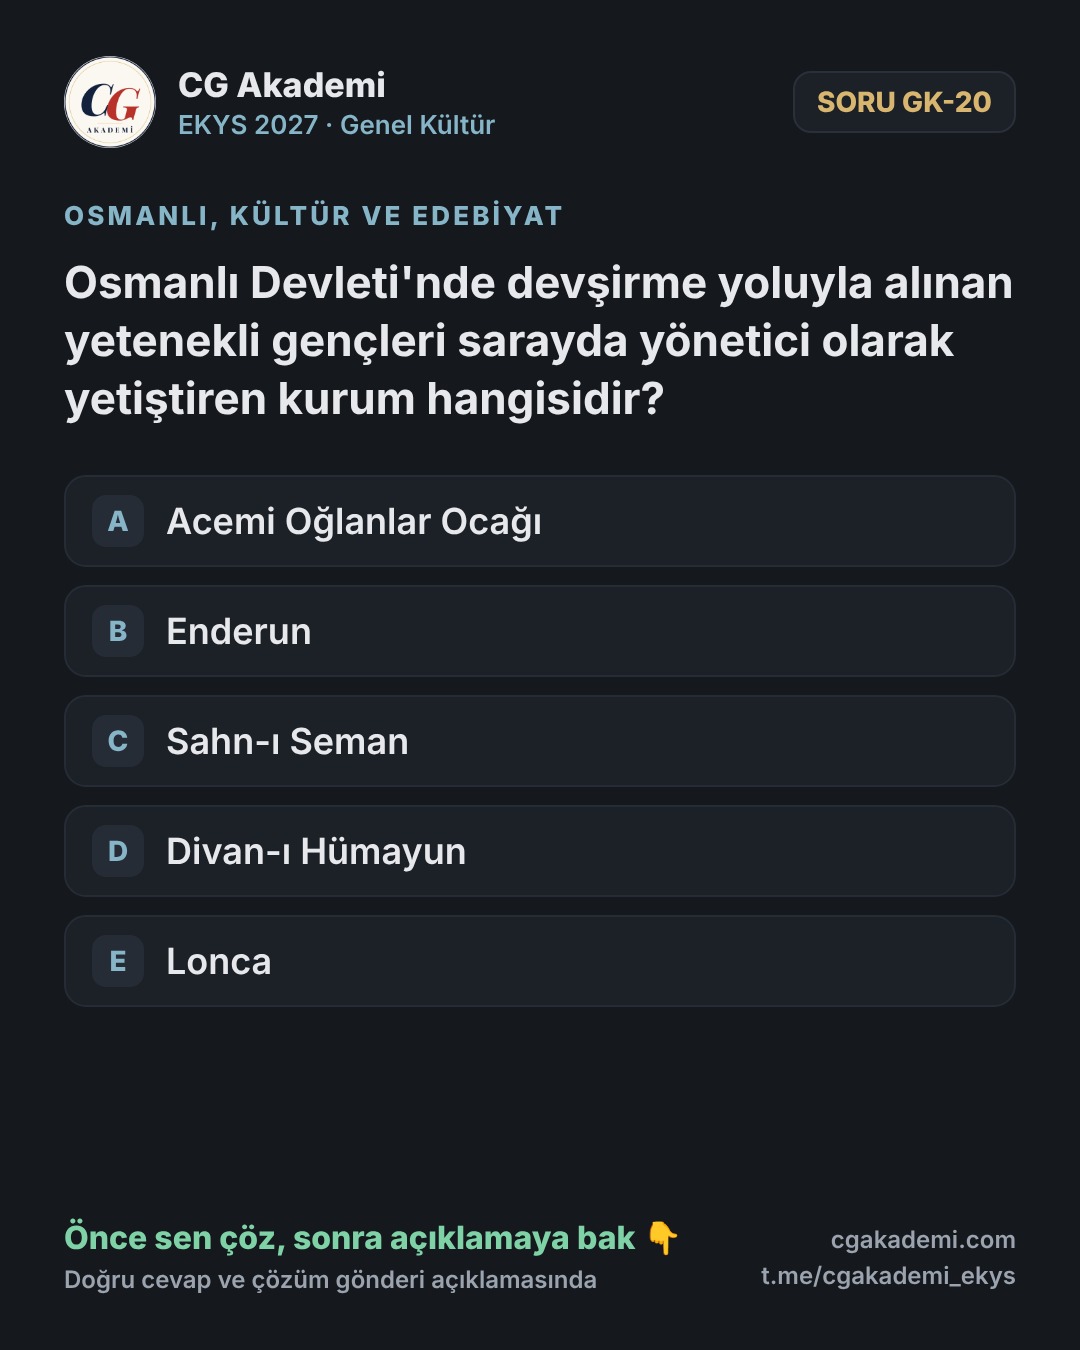 CG
AKADEMİ
CG Akademi
EKYS 2027 · Genel Kültür
SORU GK-20
OSMANLI, KÜLTÜR VE EDEBİYAT
Osmanlı Devleti'nde devşirme yoluyla alınan
yetenekli gençleri sarayda yönetici olarak
yetiştiren kurum hangisidir?
A Acemi Oğlanlar Ocağı
B Enderun
C Sahn-ı Seman
D Divan-ı Hümayun
E Lonca
Önce sen çöz, sonra açıklamaya bak 👇
Doğru cevap ve çözüm gönderi açıklamasında
cgakademi.com
t.me/cgakademi_ekys